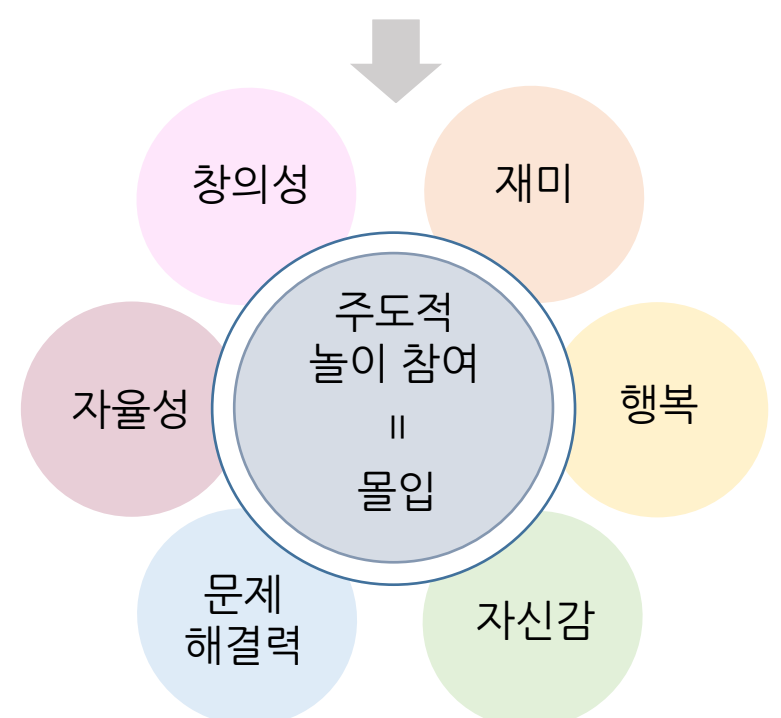 창의성
재미
주도적
놀이 참여
=
몰입
자율성
행복
문제
해결력
자신감